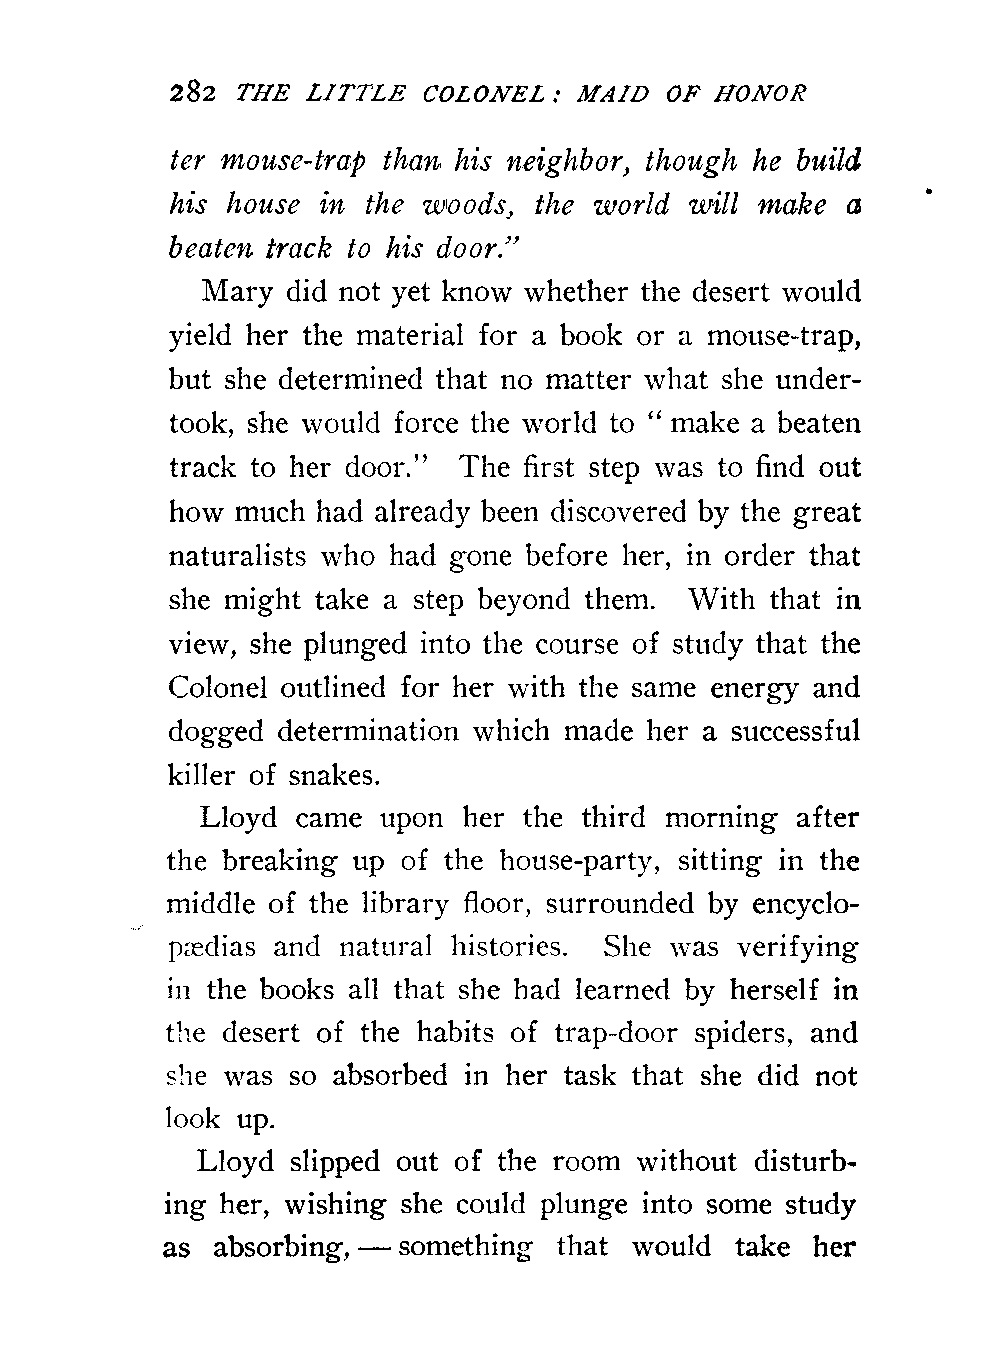 282 THE LITTLE COLONEL: MAID OF HONOR
ter mouse-trap than his neighbor, though he build
his house in the woods, the world will make a
beaten track to his door.”
Mary did not yet know whether the desert would
yield her the material for a book or a mouse-trap,
but she determined that no matter what she under-
took, she would force the world to “ make a beaten
track to her door.” The first step was to find out
how much had already been discovered by the great
naturalists who had gone before her, in order that
she might take a step beyond them. With that in
view, she plunged into the course of study that the
Colonel outlined for her with the same energy and
dogged determination which made her a successful
killer of snakes.
Lloyd came upon her the third morning after
the breaking up of the house-party, sitting in the
middle of the library floor, surrounded by encyclo-
pædias and natural histories. She was verifying
in the books all that she had learned by herself in
the desert of the habits of trap-door spiders, and
she was so absorbed in her task that she did not
look up.
Lloyd slipped out of the room without disturb-
ing her, wishing she could plunge into some study
as absorbing, — something that would take her